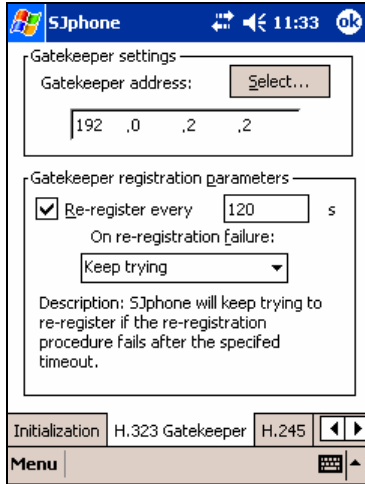 SJphone 11:33 ok
Gatekeeper settings
Gatekeeper address: Select...
192 .0 .2 .2
Gatekeeper registration parameters
Re-register every 120 s
On re-registration failure:
Keep trying
Description: SJphone will keep trying to
re-register if the re-registration
procedure fails after the specifed
timeout.
Initialization H.323 Gatekeeper H.245
Menu